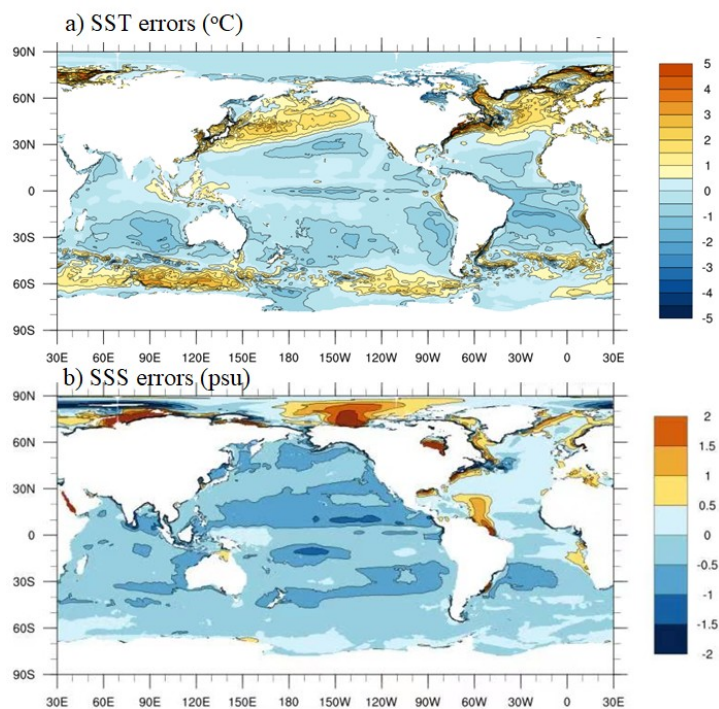 a) SST errors (°C)
90N
60N
30N
0
30S
60S
90S
30E 60E 90E 120E 150E 180 150W 120W 90W 60W 30W 0 30E
5
4
3
2
1
0
-1
-2
-3
-4
-5
b) SSS errors (psu)
90N
60N
30N
0
30S
60S
90S
30E 60E 90E 120E 150E 180 150W 120W 90W 60W 30W 0 30E
2
1.5
1
0.5
0
-0.5
-1
-1.5
-2